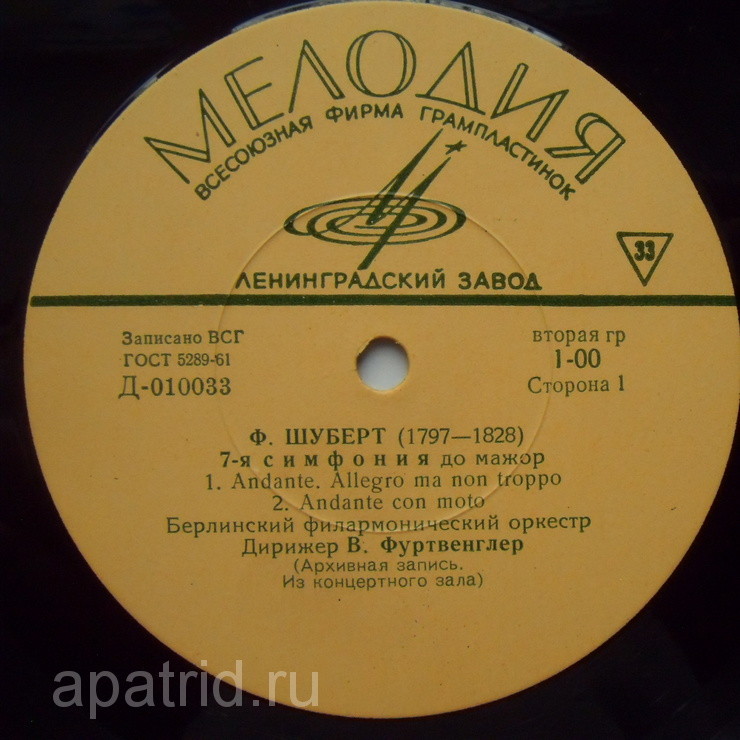 МЕЛОДИЯ
ВСЕСОЮЗНАЯ ФИРМА ГРАМПЛАСТИНОК
ЛЕНИНГРАДСКИЙ ЗАВОД
33
Записано ВСГ
ГОСТ 5289-61
Д-010033
вторая гр
1-00
Сторона 1
Ф. ШУБЕРТ (1797—1828)
7-я симфония до мажор
1. Andante. Allegro ma non troppo
2. Andante con moto
Берлинский филармонический оркестр
Дирижер В. Фуртвенглер
(Архивная запись.
Из концертного зала)
apatrid.ru